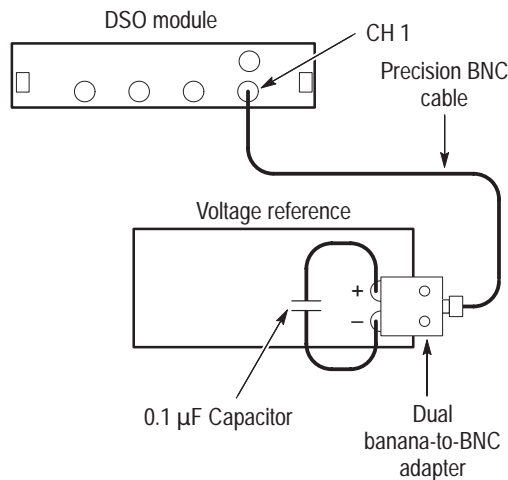 DSO module
CH 1
Precision BNC
cable
Voltage reference
+
–
0.1 μF Capacitor
Dual
banana-to-BNC
adapter